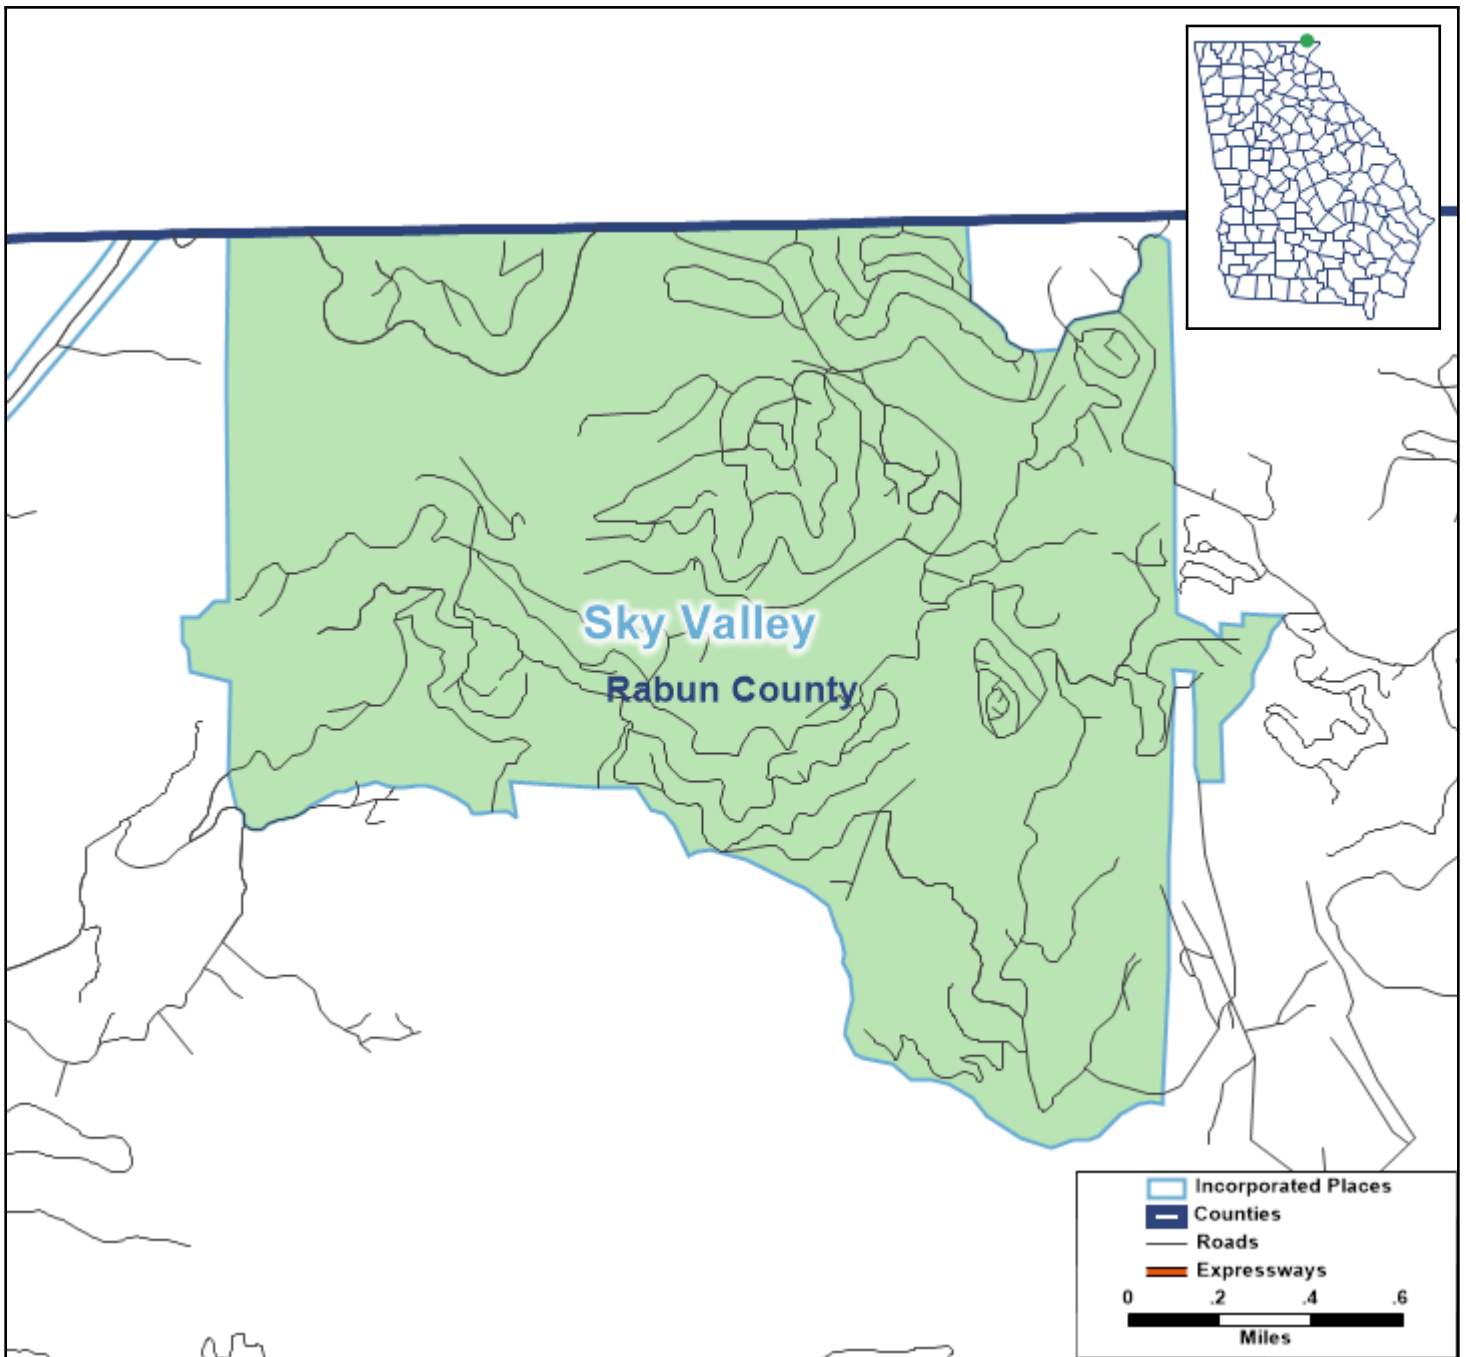 Sky Valley
Rabun County
Incorporated Places
Counties
Roads
Expressways
0 .2 .4 .6
Miles